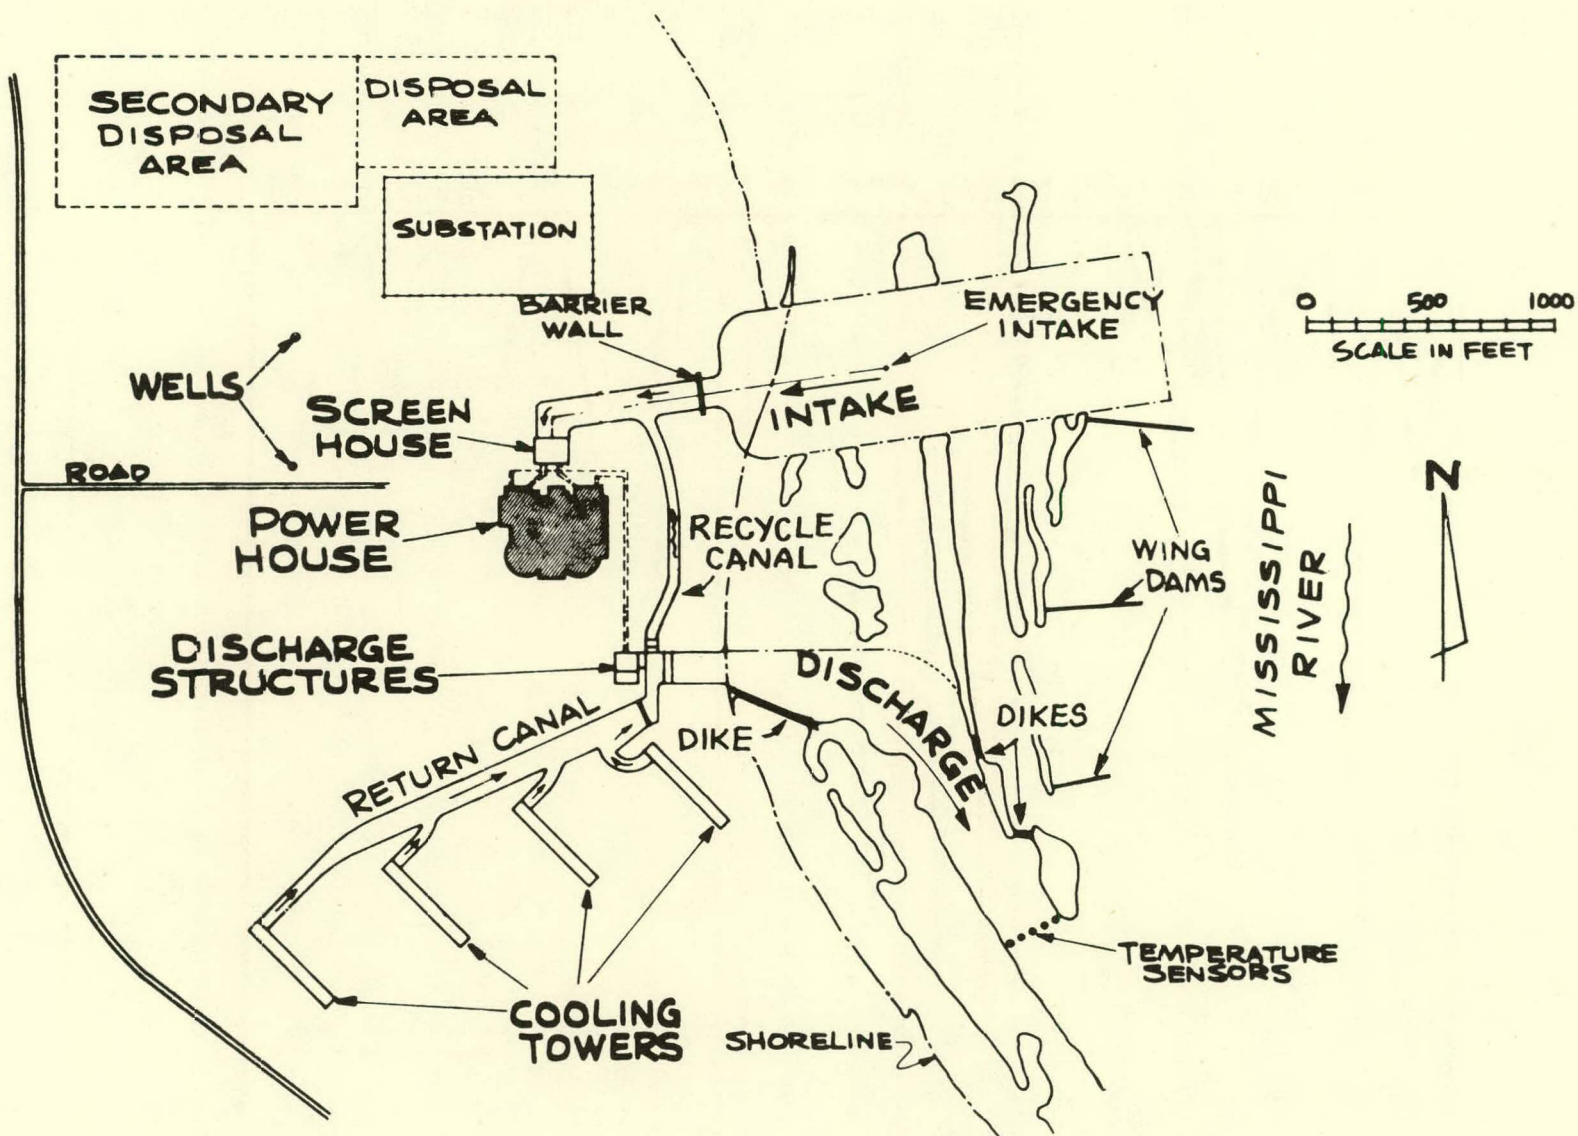 SECONDARY
DISPOSAL
AREA
DISPOSAL
AREA
SUBSTATION
BARRIER
WALL
EMERGENCY
INTAKE
0 500 1000
SCALE IN FEET
WELLS
SCREEN
HOUSE
INTAKE
ROAD
POWER
HOUSE
RECYCLE
CANAL
WING
DAMS
MISSISSIPPI
RIVER
N
DISCHARGE
STRUCTURES
DISCHARGE
RETURN CANAL
DIKE
DIKES
TEMPERATURE
SENSORS
COOLING
TOWERS
SHORELINE